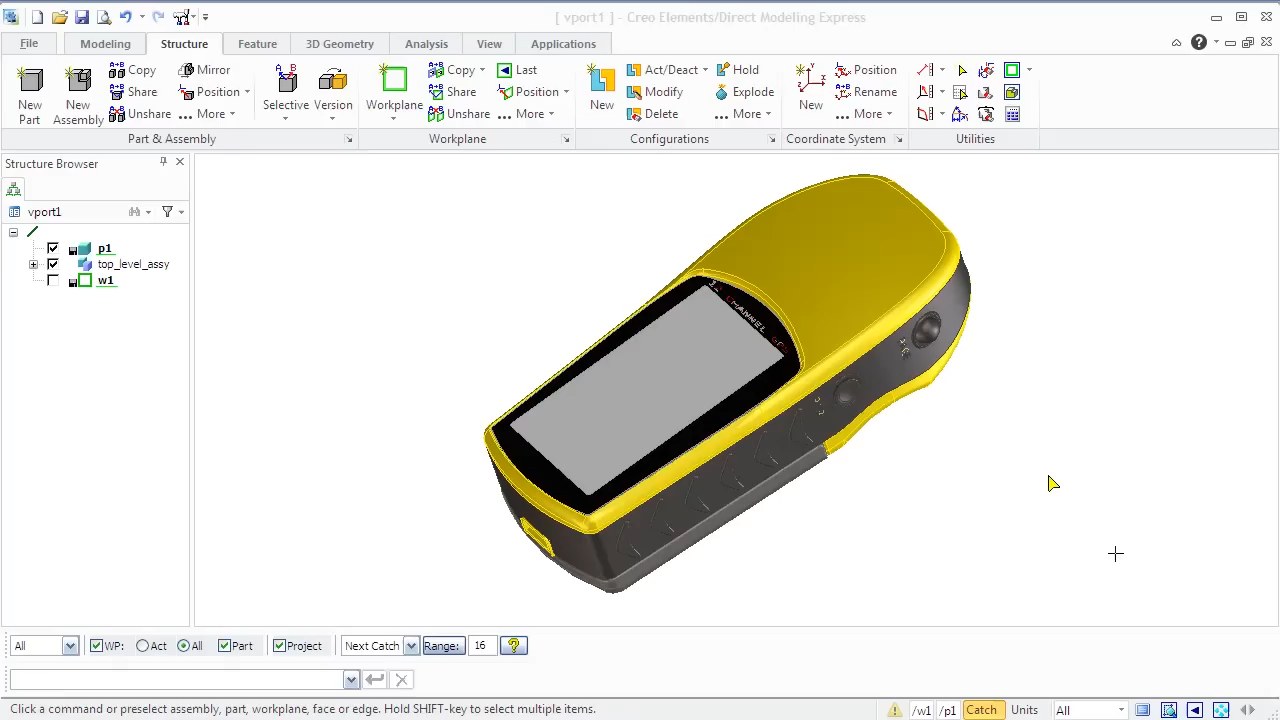 [ vport1 ] - Creo Elements/Direct Modeling Express
File Modeling Structure Feature 3D Geometry Analysis View Applications
New Part
New Assembly
Copy
Share
Unshare
Mirror
Position
... More
Selective
Version
Part & Assembly
Workplane
Copy
Share
Unshare
Last
Position
... More
Workplane
New
Act/Deact
Modify
Delete
Hold
Explode
... More
Configurations
New
Position
Rename
... More
Coordinate System
Utilities
Structure Browser
vport1
p1
top_level_assy
w1
CHANNEL
All WP: Act All Part Project Next Catch Range: 16
Click a command or preselect assembly, part, workplane, face or edge. Hold SHIFT-key to select multiple items.
/w1 /p1 Catch Units All